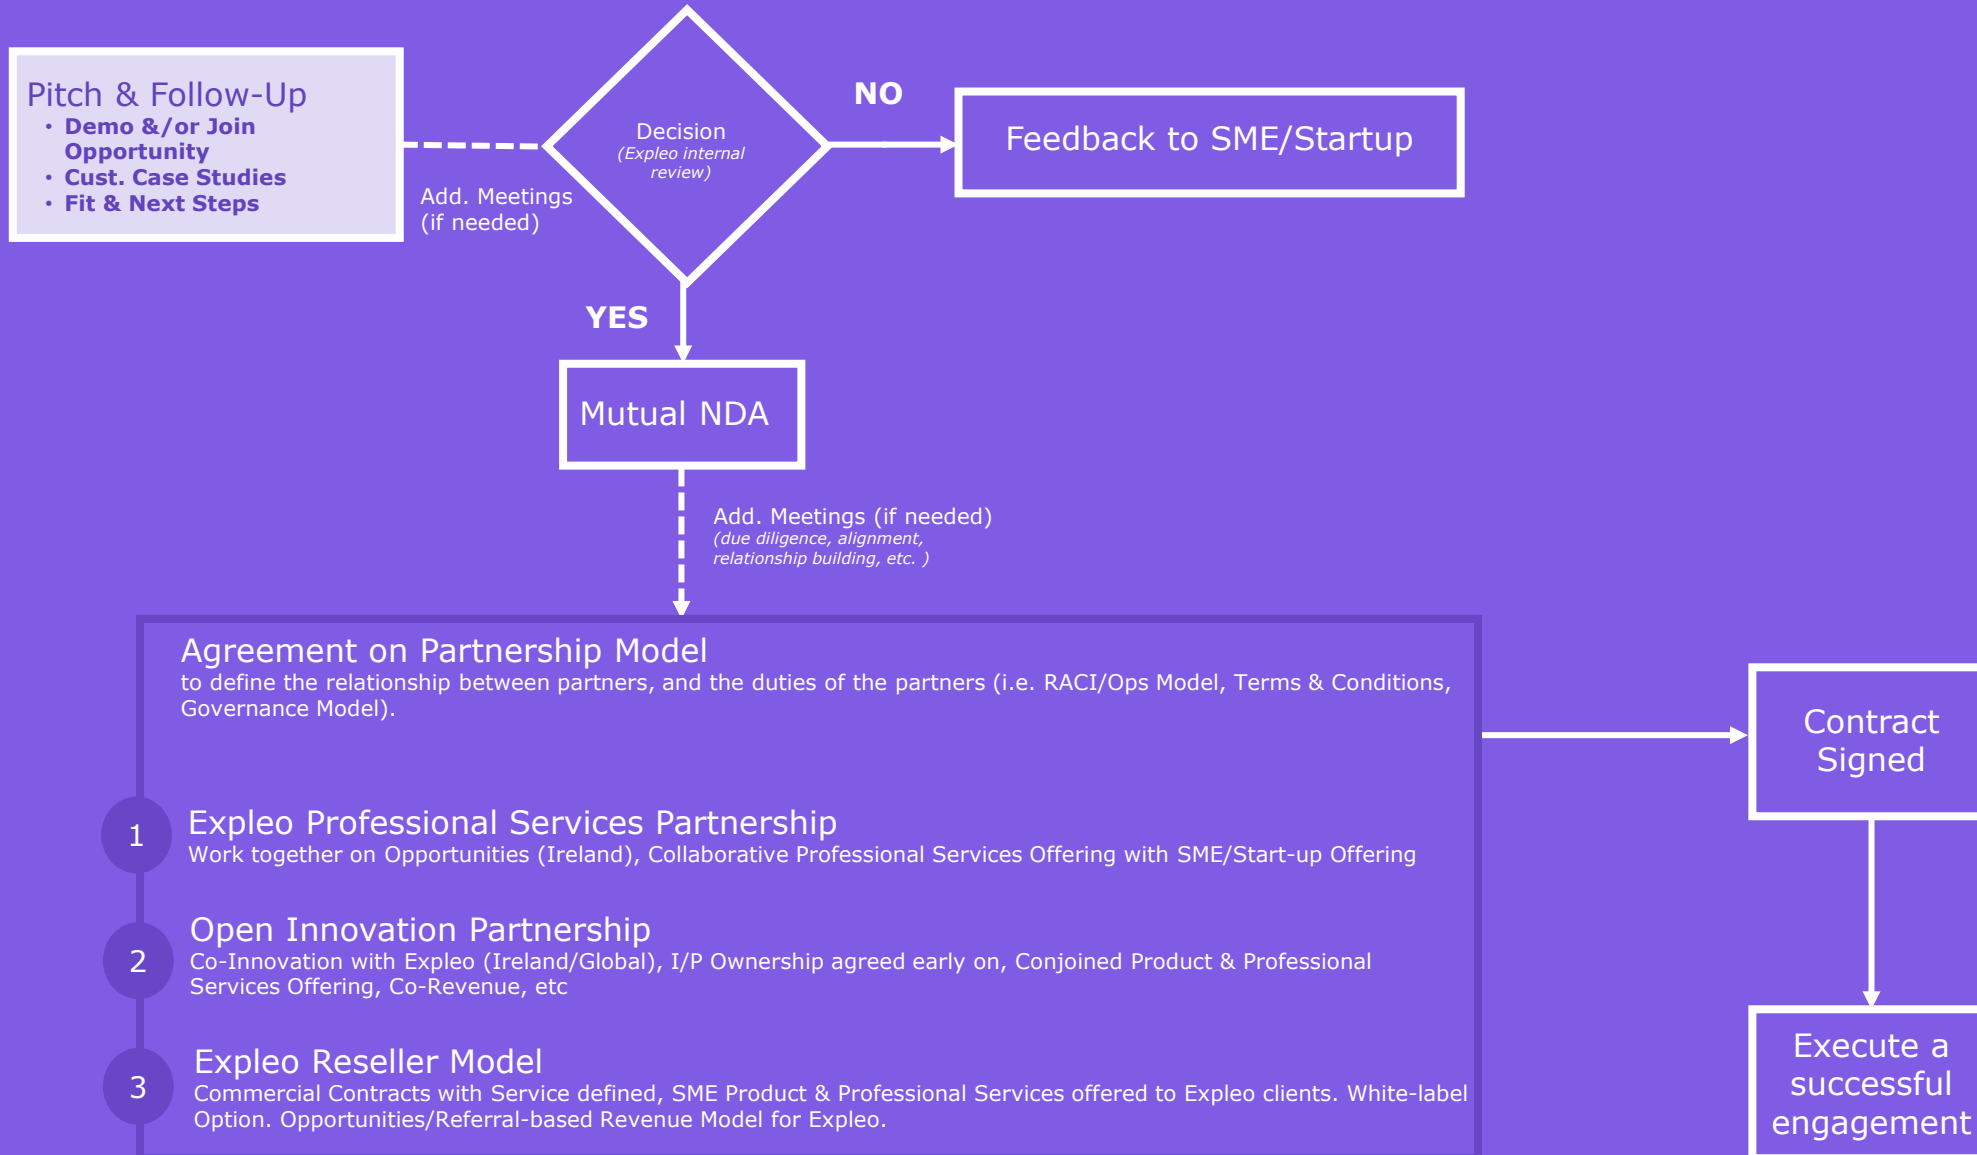 Pitch & Follow-Up
• Demo &/or Join
Opportunity
• Cust. Case Studies
• Fit & Next Steps
Add. Meetings
(if needed)
Decision
(Expleo internal
review)
NO
Feedback to SME/Startup
YES
Mutual NDA
Add. Meetings (if needed)
(due diligence, alignment,
relationship building, etc. )
Agreement on Partnership Model
to define the relationship between partners, and the duties of the partners (i.e. RACI/Ops Model, Terms & Conditions,
Governance Model).
1
Expleo Professional Services Partnership
Work together on Opportunities (Ireland), Collaborative Professional Services Offering with SME/Start-up Offering
2
Open Innovation Partnership
Co-Innovation with Expleo (Ireland/Global), I/P Ownership agreed early on, Conjoined Product & Professional
Services Offering, Co-Revenue, etc
3
Expleo Reseller Model
Commercial Contracts with Service defined, SME Product & Professional Services offered to Expleo clients. White-label
Option. Opportunities/Referral-based Revenue Model for Expleo.
Contract
Signed
Execute a
successful
engagement